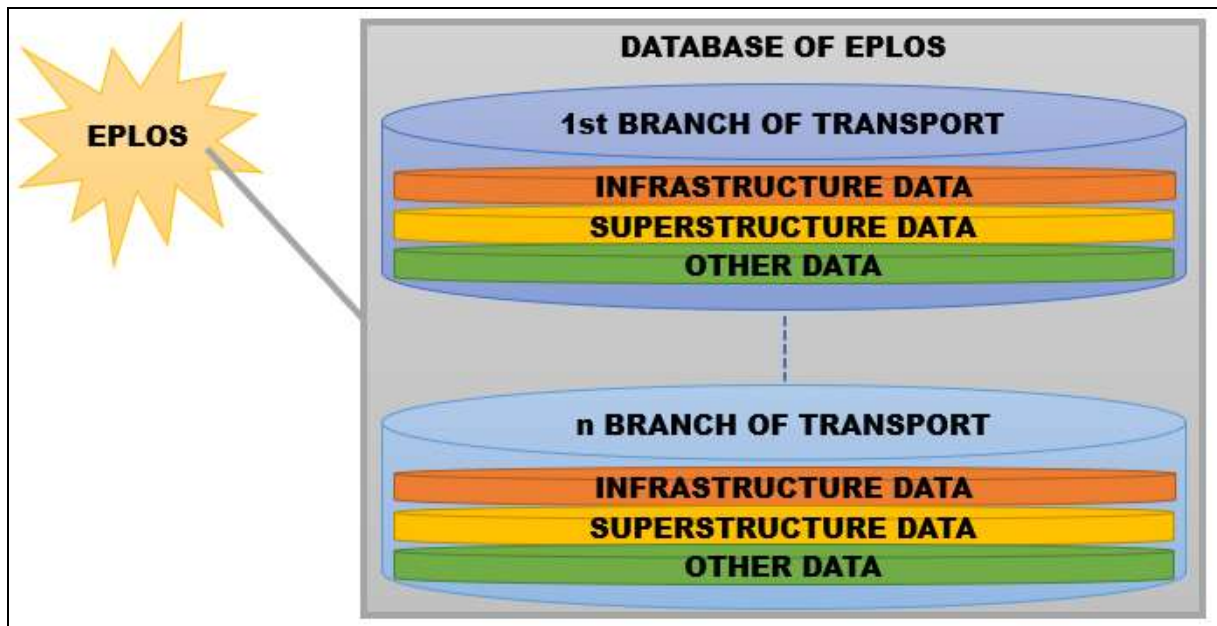 DATABASE OF EPLOS
EPLOS
1st BRANCH OF TRANSPORT
INFRASTRUCTURE DATA
SUPERSTRUCTURE DATA
OTHER DATA
n BRANCH OF TRANSPORT
INFRASTRUCTURE DATA
SUPERSTRUCTURE DATA
OTHER DATA